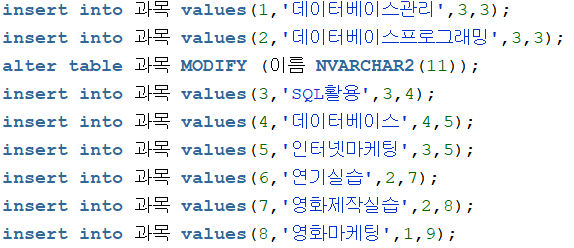 insert into 과목 values(1,'데이터베이스관리',3,3);
insert into 과목 values(2,'데이터베이스프로그래밍',3,3);
alter table 과목 MODIFY (이름 NVARCHAR2(11));
insert into 과목 values(3,'SQL활용',3,4);
insert into 과목 values(4,'데이터베이스',4,5);
insert into 과목 values(5,'인터넷마케팅',3,5);
insert into 과목 values(6,'연기실습',2,7);
insert into 과목 values(7,'영화제작실습',2,8);
insert into 과목 values(8,'영화마케팅',1,9);